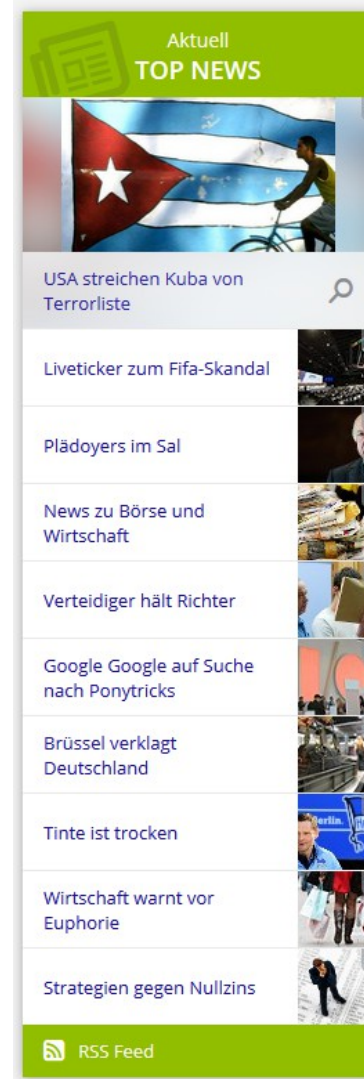 Aktuell
TOP NEWS
USA streichen Kuba von
Terrorliste
Liveticker zum Fifa-Skandal
Plädoyers im Sal
News zu Börse und
Wirtschaft
Verteidiger hält Richter
Google Google auf Suche
nach Ponytricks
Brüssel verklagt
Deutschland
Tinte ist trocken
erlin.
Wirtschaft warnt vor
Euphorie
Strategien gegen Nullzins
RSS Feed